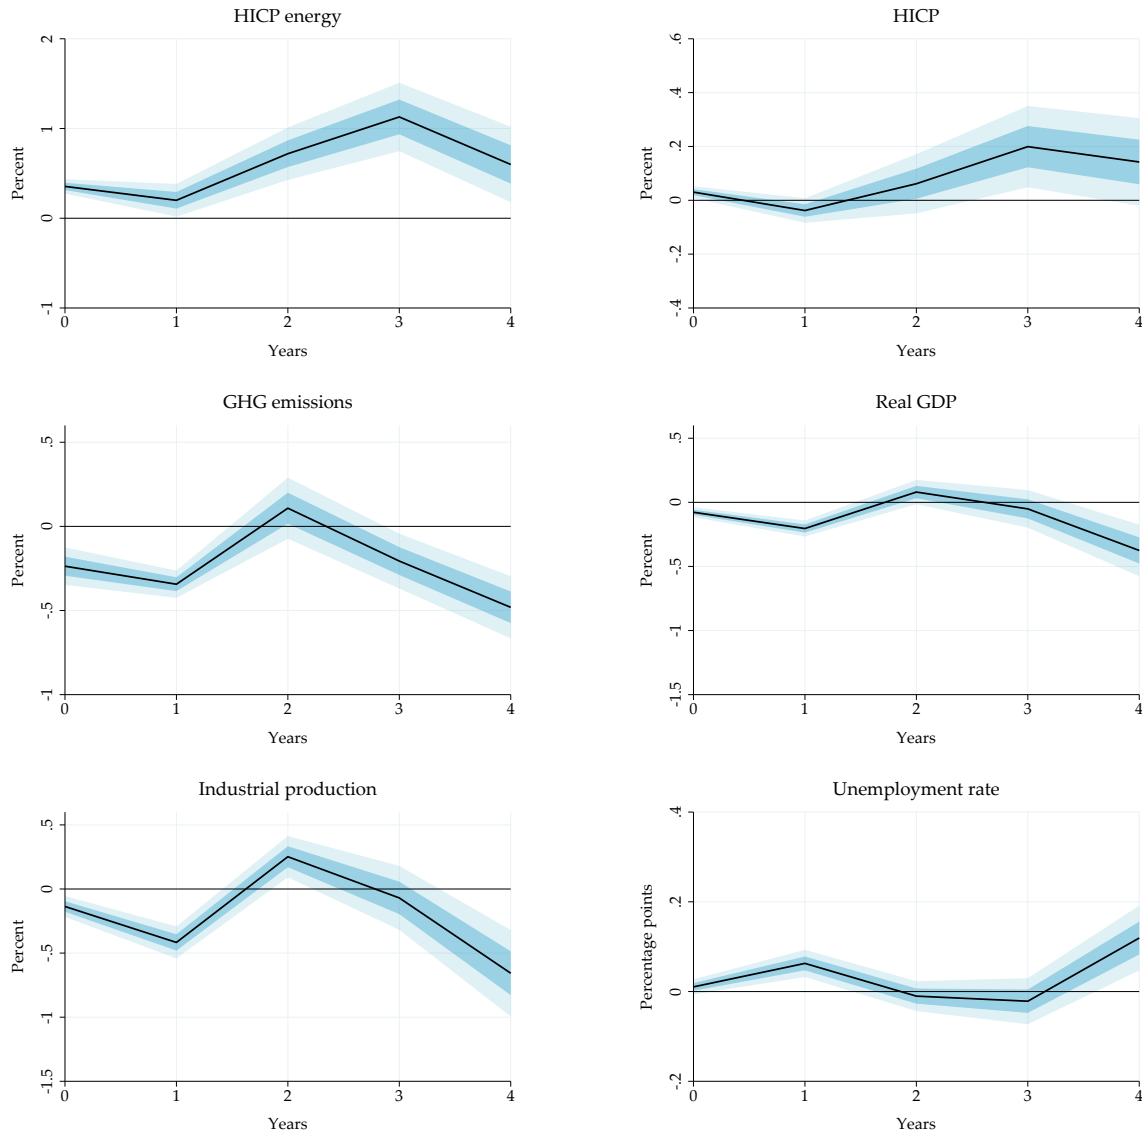 HICP energy
Percent
2
1
0
-1
0 1 2 3 4
Years
HICP
Percent
.6
.4
.2
0
-.2
-.4
0 1 2 3 4
Years
GHG emissions
Percent
.5
0
-.5
-1
0 1 2 3 4
Years
Real GDP
Percent
.5
0
-.5
-1
-1.5
0 1 2 3 4
Years
Industrial production
Percent
.5
0
-.5
-1
-1.5
0 1 2 3 4
Years
Unemployment rate
Percentage points
.4
.2
0
-.2
0 1 2 3 4
Years